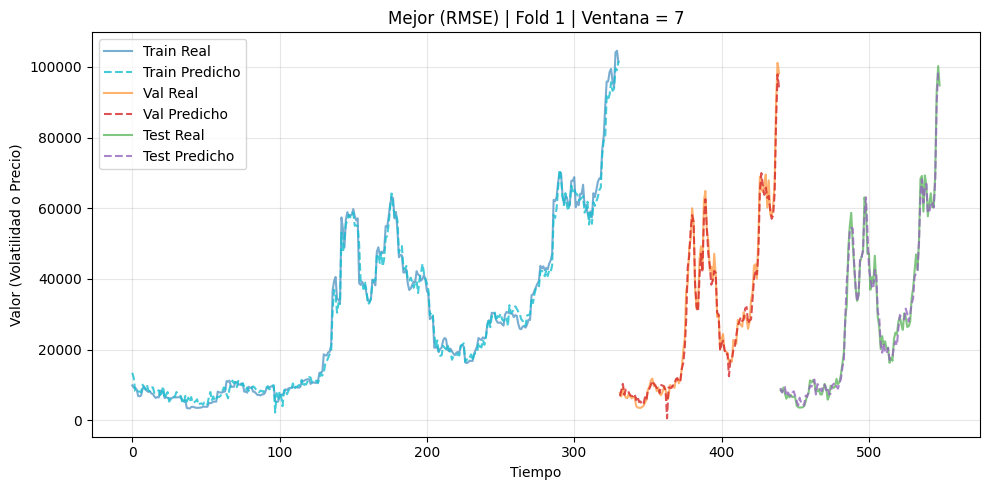 Mejor (RMSE) | Fold 1 | Ventana = 7
Train Real
Train Predicho
Val Real
Val Predicho
Test Real
Test Predicho
Valor (Volatilidad o Precio)
100000
80000
60000
40000
20000
0
0
100
200
300
400
500
Tiempo